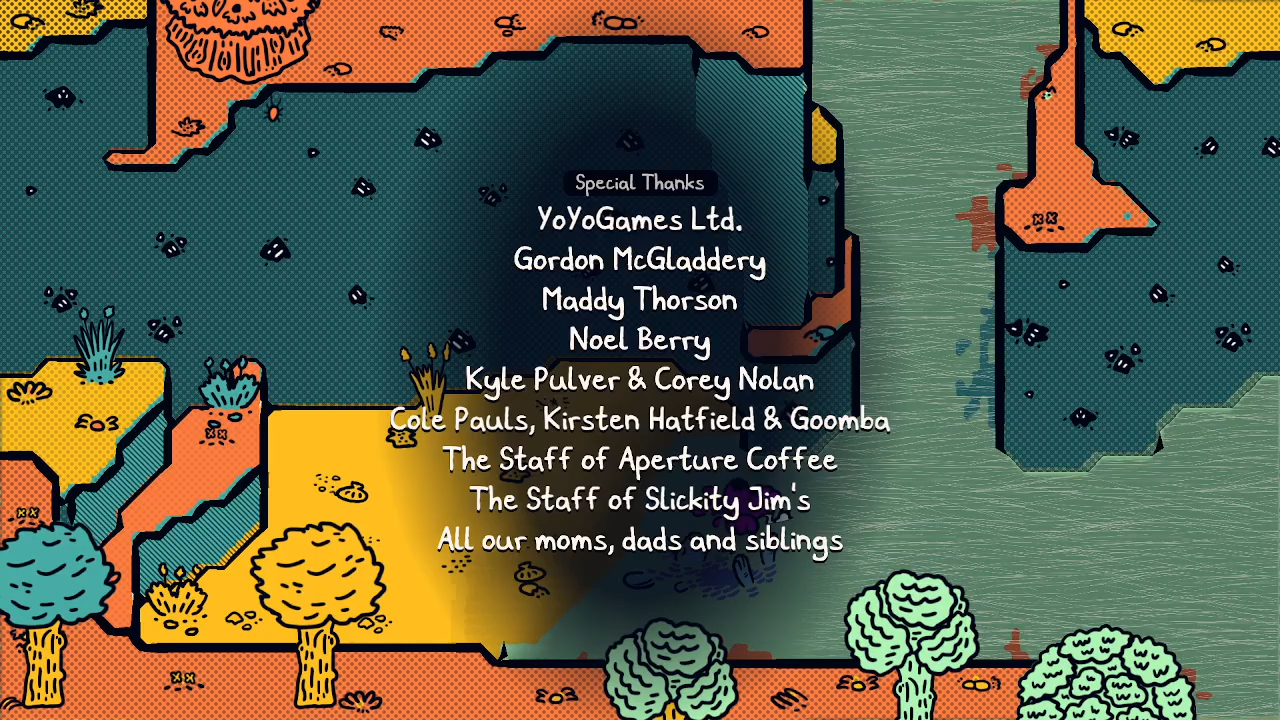 Special Thanks
YoYoGames Ltd.
Gordon McGladdery
Maddy Thorson
Noel Berry
Kyle Pulver & Corey Nolan
Cole Pauls, Kirsten Hatfield & Goomba
The Staff of Aperture Coffee
The Staff of Slickity Jim's
All our moms, dads and siblings